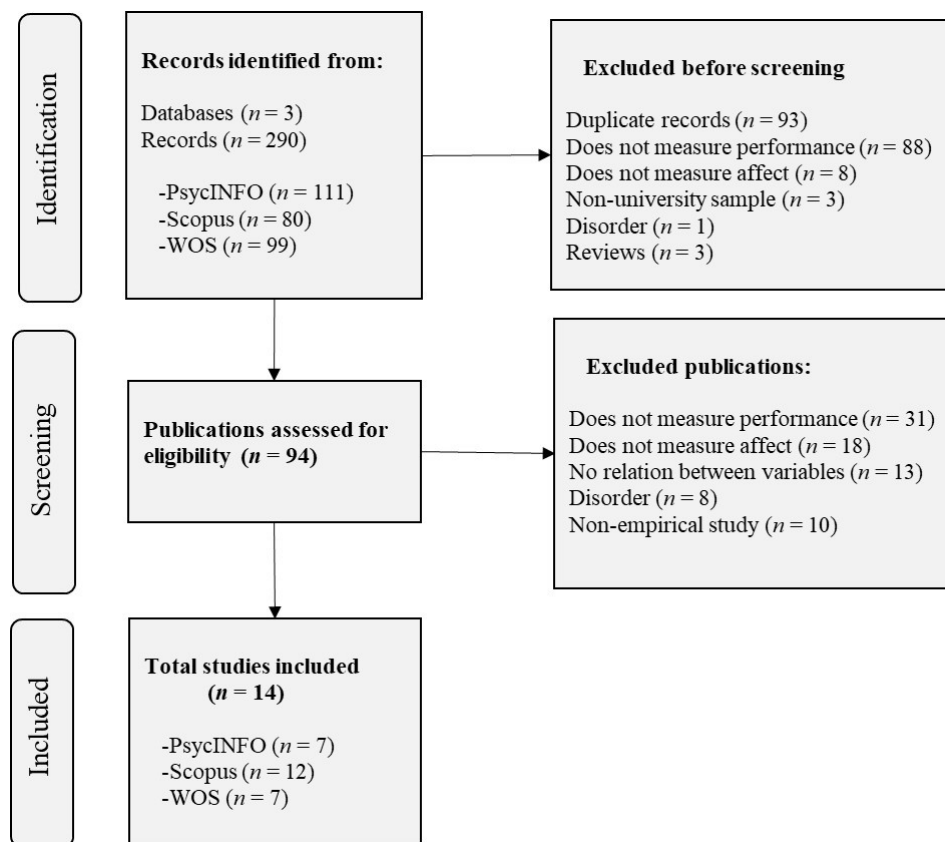 Identification
Records identified from:
Databases (n = 3)
Records (n = 290)
-PsycINFO (n = 111)
-Scopus (n = 80)
-WOS (n = 99)
Excluded before screening
Duplicate records (n = 93)
Does not measure performance (n = 88)
Does not measure affect (n = 8)
Non-university sample (n = 3)
Disorder (n = 1)
Reviews (n = 3)
Screening
Publications assessed for
eligibility (n = 94)
Excluded publications:
Does not measure performance (n = 31)
Does not measure affect (n = 18)
No relation between variables (n = 13)
Disorder (n = 8)
Non-empirical study (n = 10)
Included
Total studies included
(n = 14)
-PsycINFO (n = 7)
-Scopus (n = 12)
-WOS (n = 7)